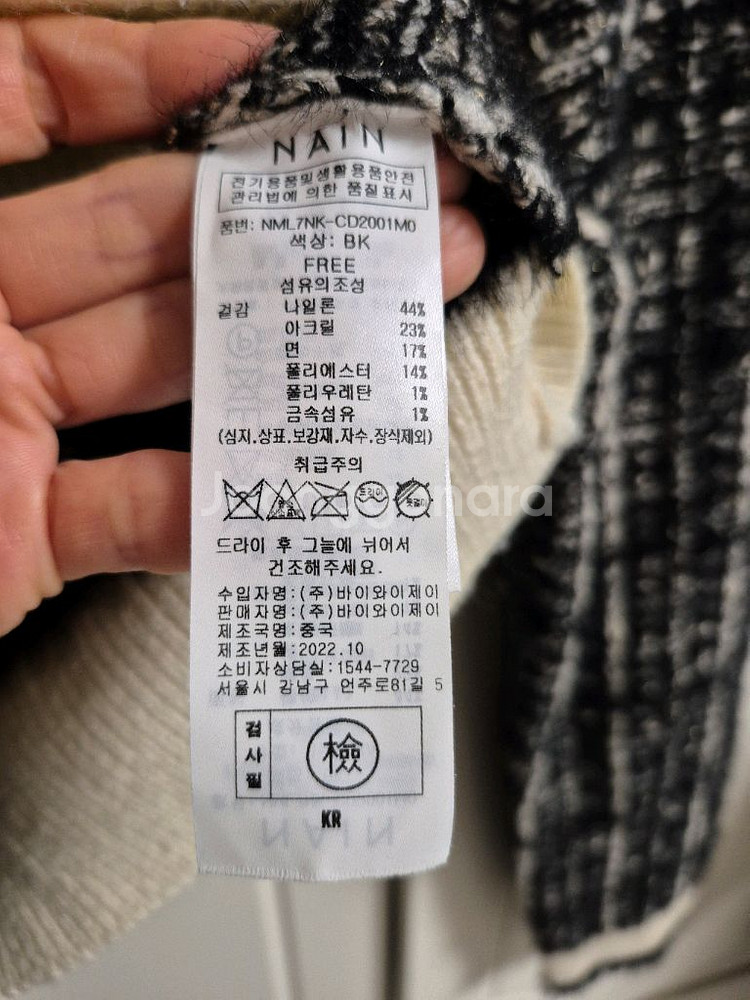 NAIN
전기용품및생활용품안전
관리법에 의한 품질표시
품번: NML7NK-CD2001M0
색상: BK
FREE
섬유의조성
겉감 나일론 44%
아크릴 23%
면 17%
폴리에스터 14%
폴리우레탄 1%
금속섬유 1%
(심지.상표.보강재.자수.장식제외)
취급주의
드라이
드라이 후 그늘에 뉘어서
건조해주세요.
수입자명:(주)바이와이제이
판매자명:(주)바이와이제이
제조국명:중국
제조년월:2022.10
소비자상담실:1544-7729
서울시 강남구 언주로81길 5
검사필 檢
KR
NAIN